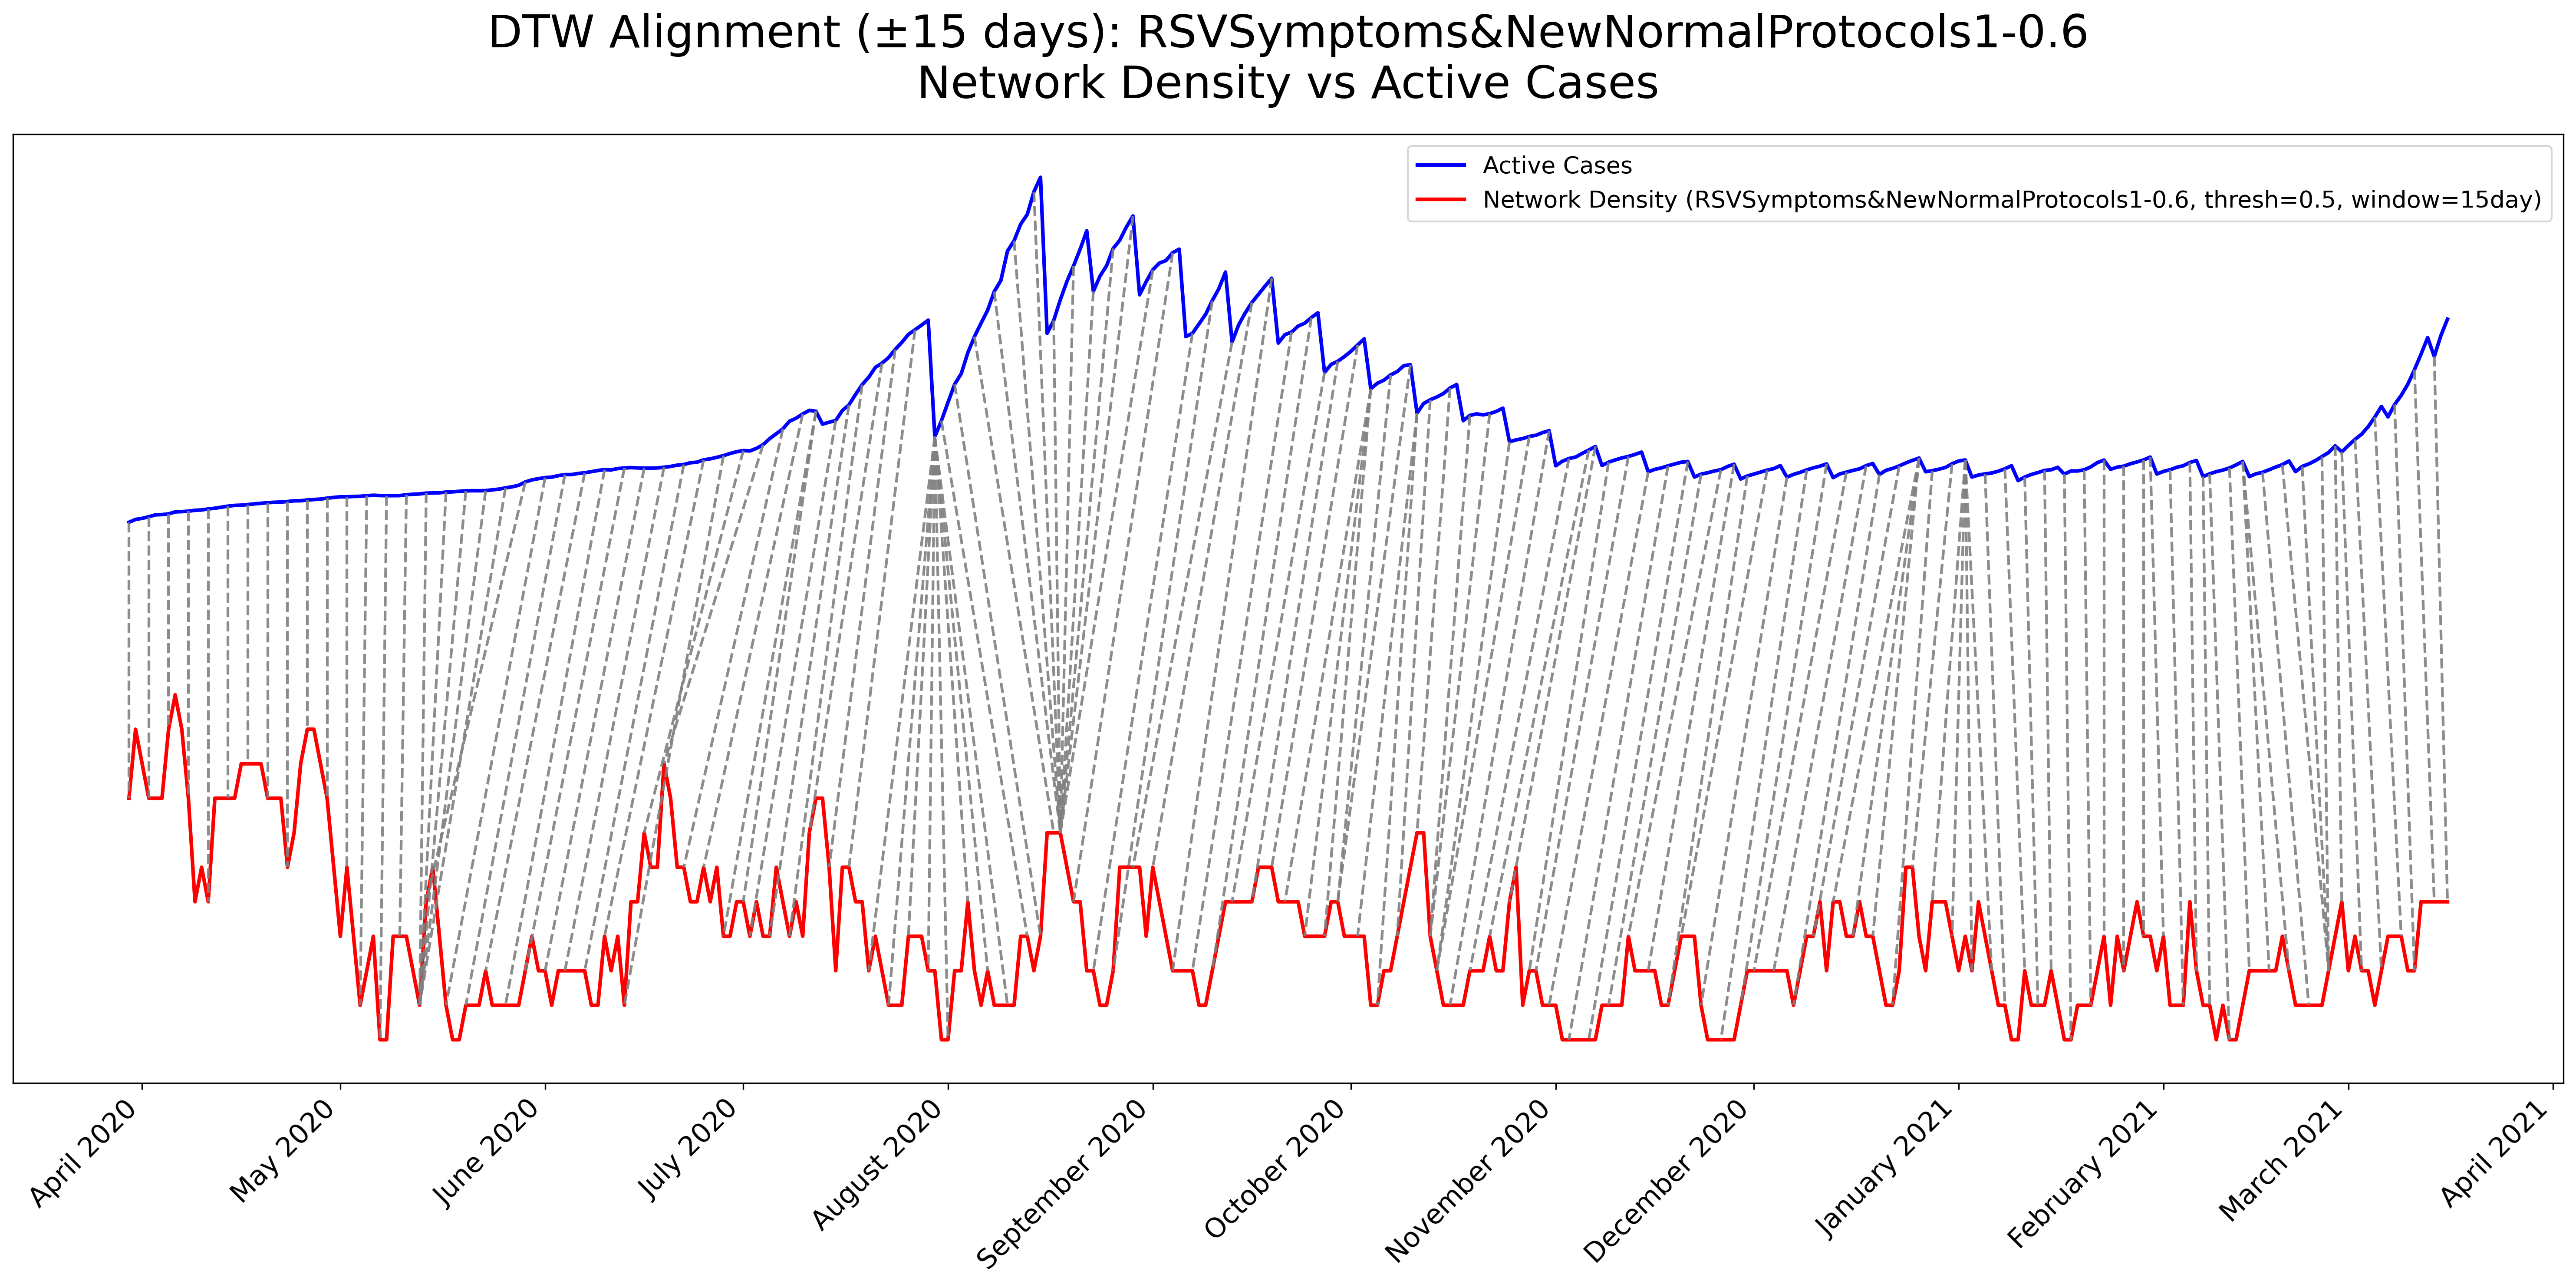 DTW Alignment (±15 days): RSVSymptoms&NewNormalProtocols1-0.6
Network Density vs Active Cases
Active Cases
Network Density (RSVSymptoms&NewNormalProtocols1-0.6, thresh=0.5, window=15day)
April 2020
May 2020
June 2020
July 2020
August 2020
September 2020
October 2020
November 2020
December 2020
January 2021
February 2021
March 2021
April 2021